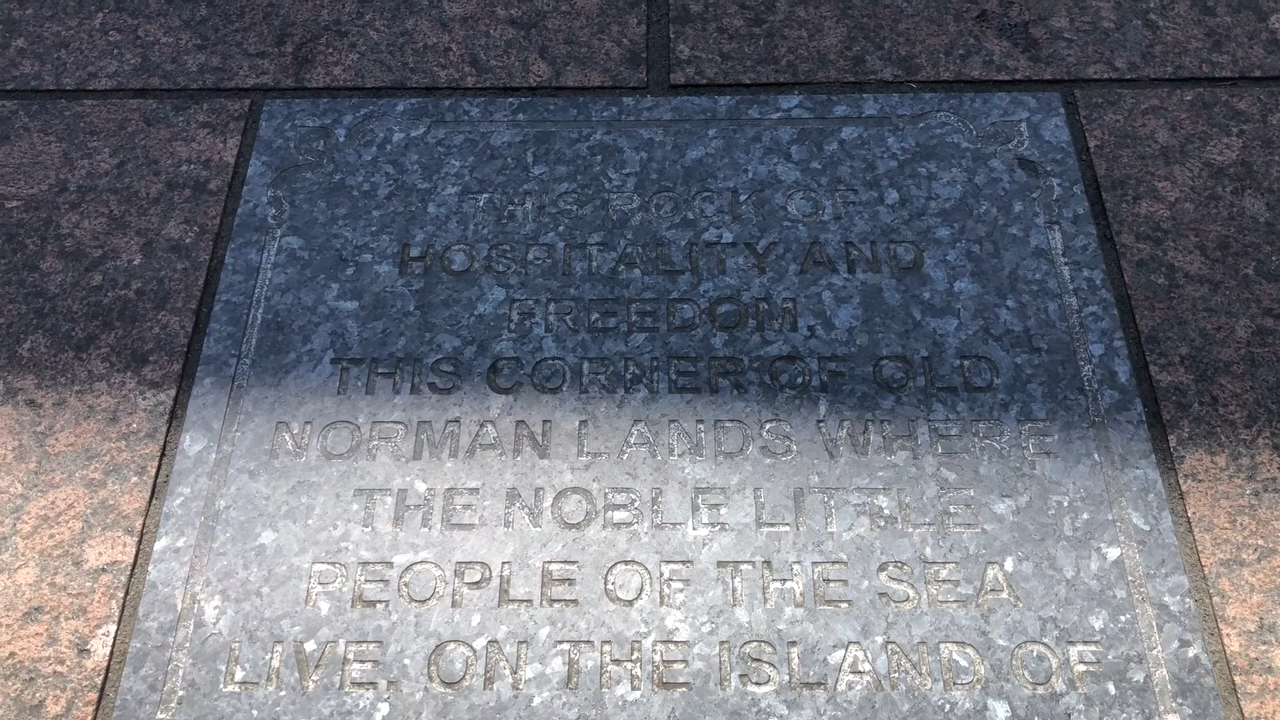 THIS ROCK OF
HOSPITALITY AND
FREEDOM,
THIS CORNER OF OLD
NORMAN LANDS WHERE
THE NOBLE LITTLE
PEOPLE OF THE SEA
LIVE, ON THE ISLAND OF